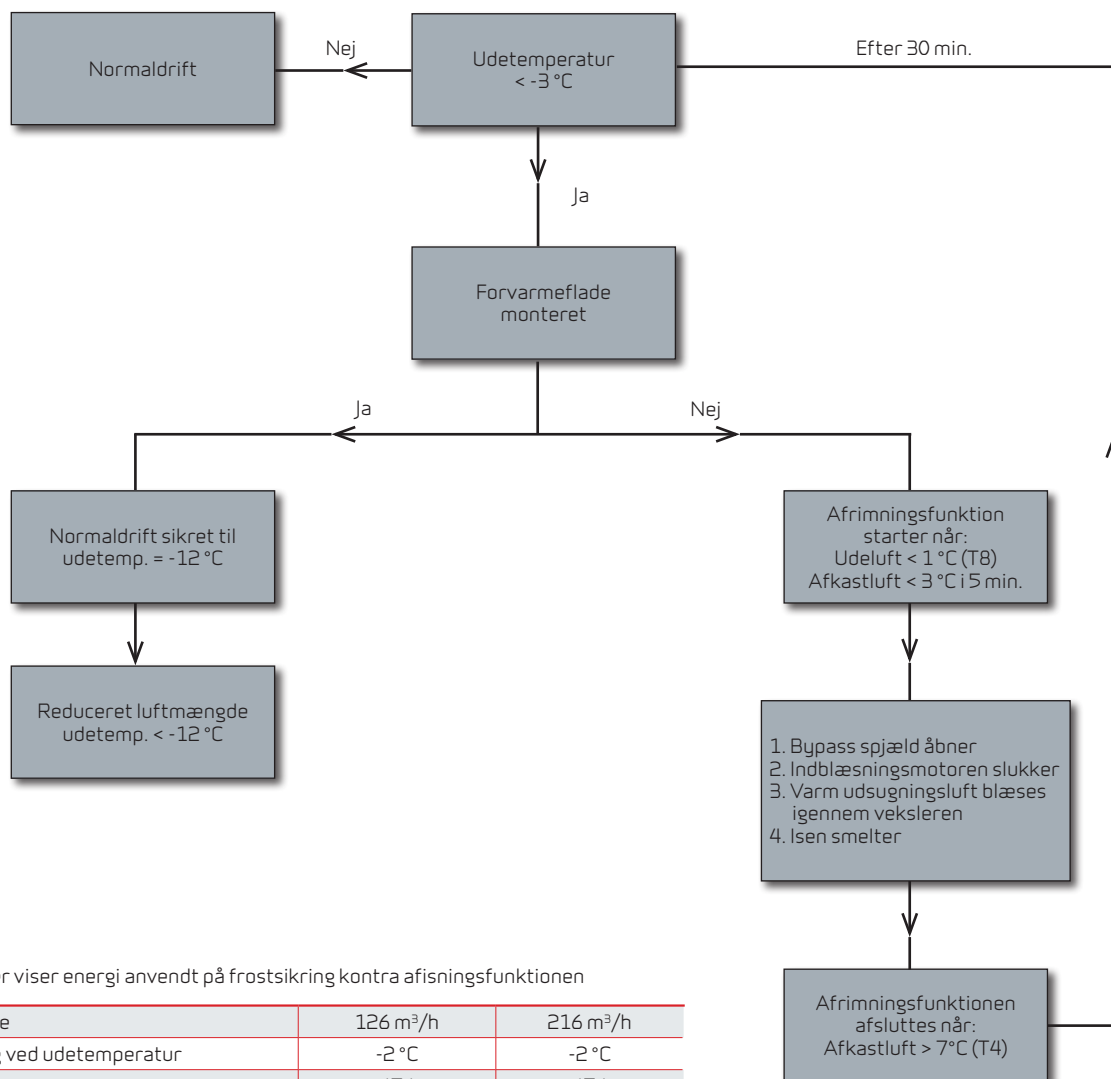 Normaldrift
Nej
Udetemperatur
< -3 °C
Efter 30 min.
Ja
Forvarmeflade
monteret
Ja
Nej
Normaldrift sikret til
udetemp. = -12 °C
Afrimningsfunktion
starter når:
Udeluft < 1 °C (T8)
Afkastluft < 3 °C i 5 min.
Reduceret luftmængde
udetemp. < -12 °C
1. Bypass spjæld åbner
2. Indblæsningsmotoren slukker
3. Varm udsugningsluft blæses
igennem veksleren
4. Isen smelter
viser energi anvendt på frostsikring kontra afisningsfunktionen
126 m³/h 216 m³/h
ved udetemperatur -2 °C -2 °C
Afrimningsfunktionen
afsluttes når:
Afkastluft > 7°C (T4)